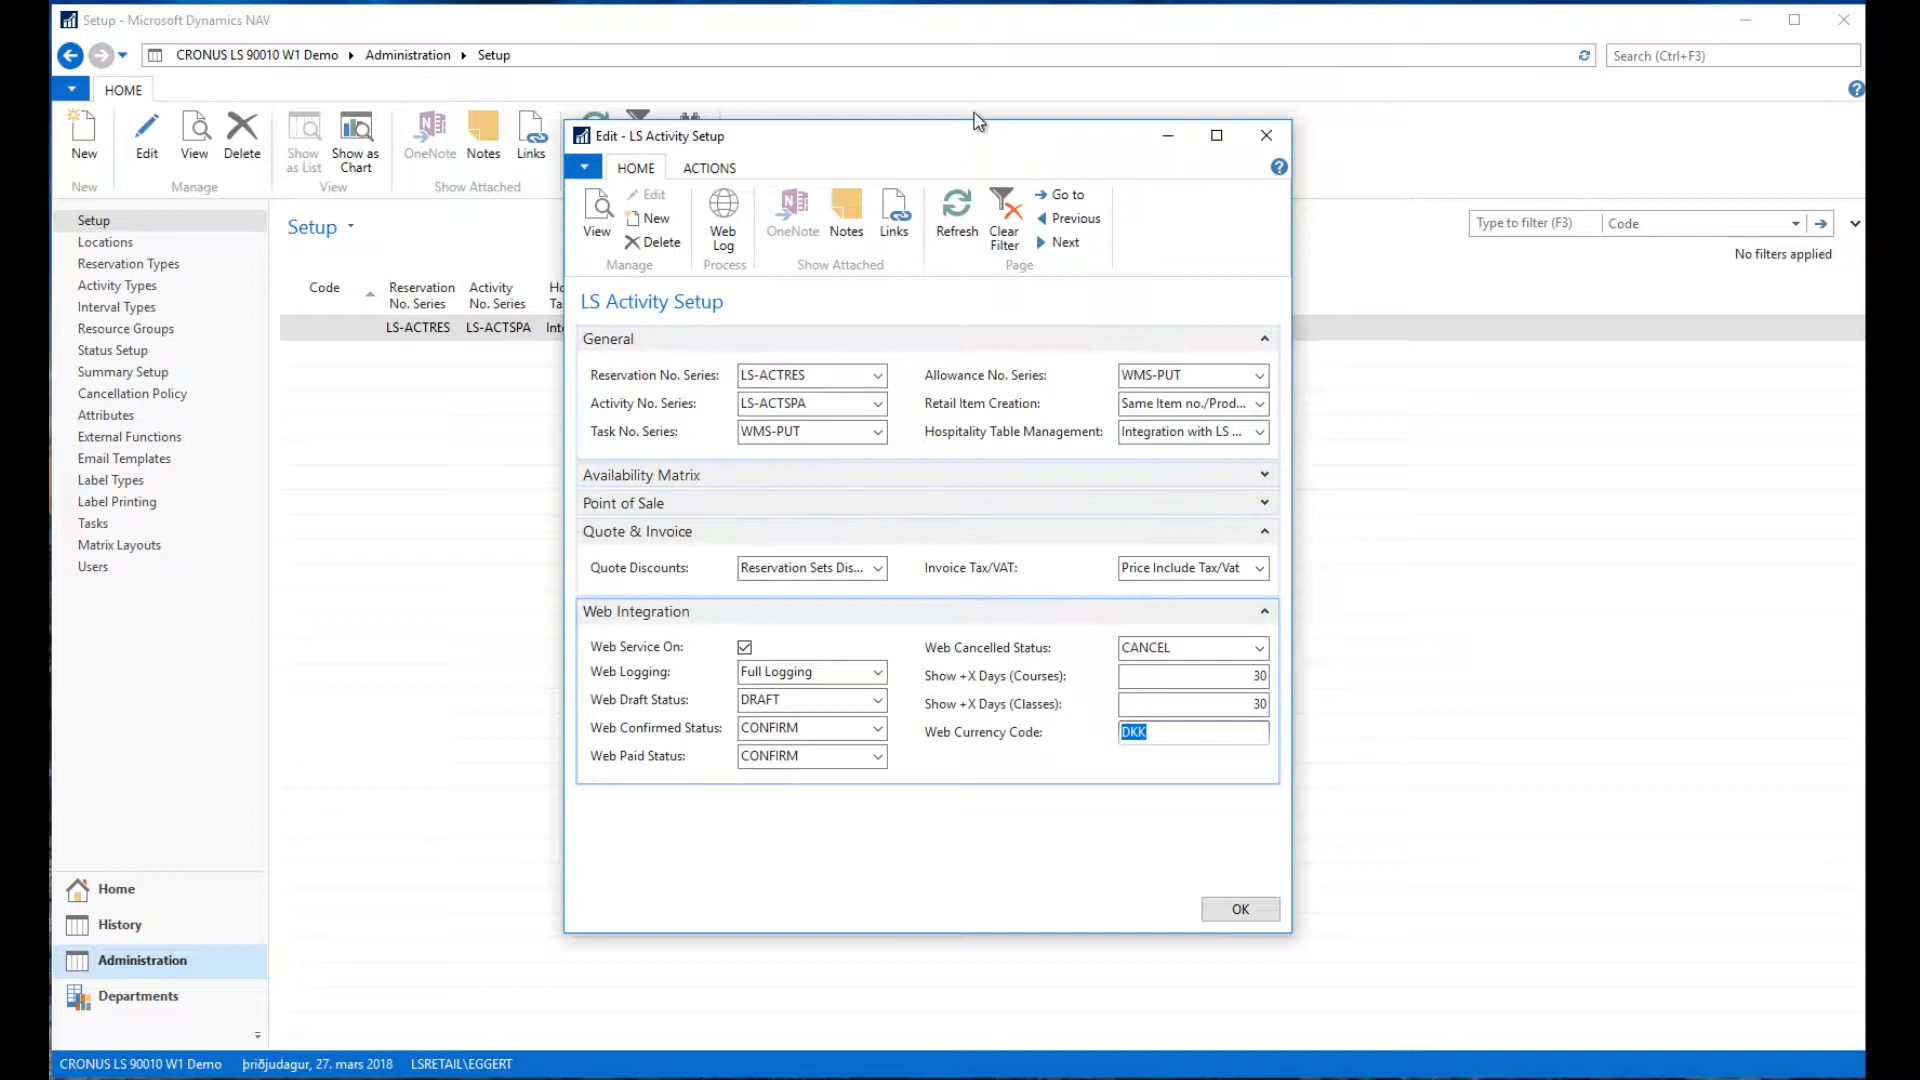 Setup - Microsoft Dynamics NAV
CRONUS LS 90010 W1 Demo
Administration
Setup
Search (Ctrl+F3)
HOME
New
Edit
View
Delete
Show as List
Show as Chart
OneNote
Notes
Links
New
Manage
View
Show Attached
Setup
Locations
Reservation Types
Activity Types
Interval Types
Resource Groups
Status Setup
Summary Setup
Cancellation Policy
Attributes
External Functions
Email Templates
Label Types
Label Printing
Tasks
Matrix Layouts
Users
Home
History
Administration
Departments
Setup
Type to filter (F3)
Code
No filters applied
Code
Reservation No. Series
Activity No. Series
LS-ACTRES
LS-ACTSPA
Edit - LS Activity Setup
HOME
ACTIONS
View
Edit
New
Delete
Web Log
OneNote
Notes
Links
Refresh
Clear Filter
Go to
Previous
Next
Manage
Process
Show Attached
Page
LS Activity Setup
General
Reservation No. Series:
LS-ACTRES
Allowance No. Series:
WMS-PUT
Activity No. Series:
LS-ACTSPA
Retail Item Creation:
Same Item no./Prod...
Task No. Series:
WMS-PUT
Hospitality Table Management:
Integration with LS ...
Availability Matrix
Point of Sale
Quote & Invoice
Quote Discounts:
Reservation Sets Dis...
Invoice Tax/VAT:
Price Include Tax/Vat
Web Integration
Web Service On:
Web Cancelled Status:
CANCEL
Web Logging:
Full Logging
Show +X Days (Courses):
30
Web Draft Status:
DRAFT
Show +X Days (Classes):
30
Web Confirmed Status:
CONFIRM
Web Currency Code:
DKK
Web Paid Status:
CONFIRM
OK
CRONUS LS 90010 W1 Demo
þriðjudagur, 27. mars 2018
LSRETAIL\EGGERT